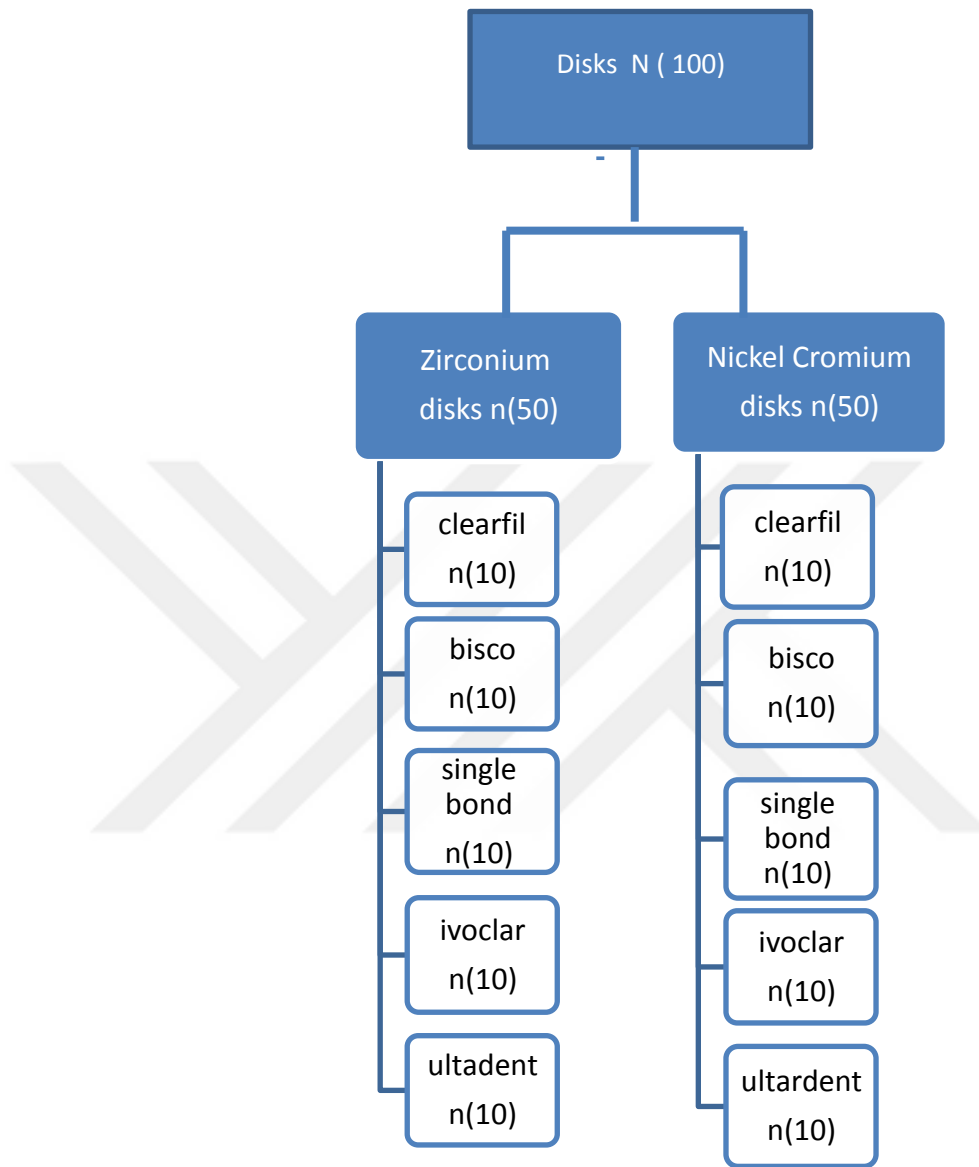 Disks N ( 100)
-
Zirconium
disks n(50)
clearfil
n(10)
bisco
n(10)
single
bond
n(10)
ivoclar
n(10)
ultadent
n(10)
Nickel Cromium
disks n(50)
clearfil
n(10)
bisco
n(10)
single
bond
n(10)
ivoclar
n(10)
ultardent
n(10)